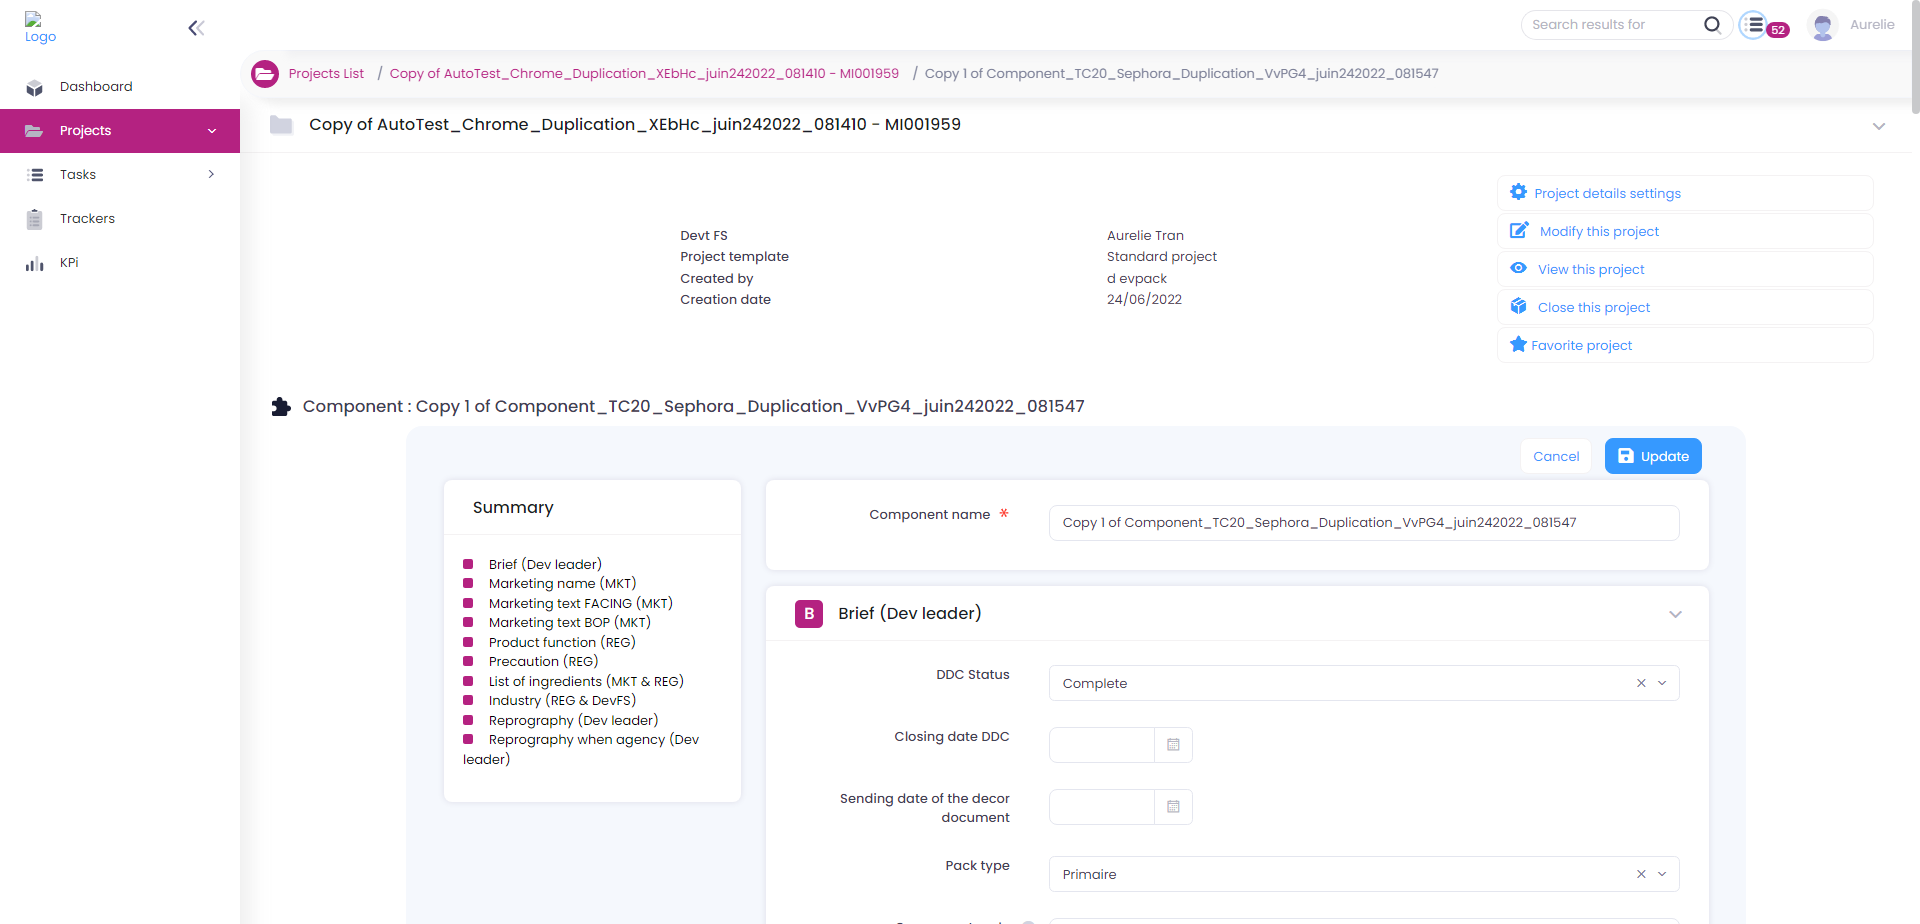 Logo
Search results for
52
Aurelie
Dashboard
Projects
Tasks
Trackers
KPi
Projects List / Copy of AutoTest_Chrome_Duplication_XEbHc_juin242022_081410 - MI001959 / Copy 1 of Component_TC20_Sephora_Duplication_VvPG4_juin242022_081547
Copy of AutoTest_Chrome_Duplication_XEbHc_juin242022_081410 - MI001959
Devt FS Aurelie Tran
Project template Standard project
Created by d evpack
Creation date 24/06/2022
Project details settings
Modify this project
View this project
Close this project
Favorite project
Component : Copy 1 of Component_TC20_Sephora_Duplication_VvPG4_juin242022_081547
Cancel
Update
Summary
Brief (Dev leader)
Marketing name (MKT)
Marketing text FACING (MKT)
Marketing text BOP (MKT)
Product function (REG)
Precaution (REG)
List of ingredients (MKT & REG)
Industry (REG & DevFS)
Reprography (Dev leader)
Reprography when agency (Dev
leader)
Component name * Copy 1 of Component_TC20_Sephora_Duplication_VvPG4_juin242022_081547
B Brief (Dev leader)
DDC Status Complete
Closing date DDC
Sending date of the decor
document
Pack type Primaire